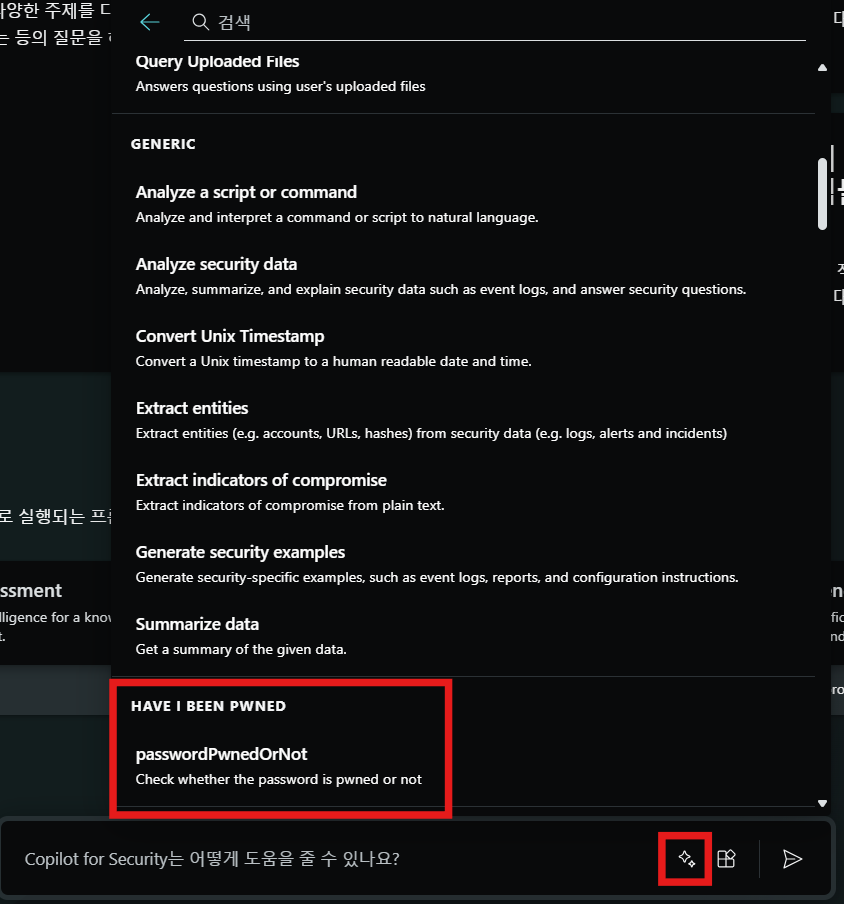 양한 주제를
는 등의 질문을
검색
Query Uploaded Files
Answers questions using user's uploaded files
GENERIC
Analyze a script or command
Analyze and interpret a command or script to natural language.
Analyze security data
Analyze, summarize, and explain security data such as event logs, and answer security questions.
Convert Unix Timestamp
Convert a Unix timestamp to a human readable date and time.
Extract entities
Extract entities (e.g. accounts, URLs, hashes) from security data (e.g. logs, alerts and incidents)
Extract indicators of compromise
Extract indicators of compromise from plain text.
로 실행되는
Generate security examples
Generate security-specific examples, such as event logs, reports, and configuration instructions.
ssment
lligence for a
t.
Summarize data
Get a summary of the given data.
HAVE I BEEN PWNED
passwordPwnedOrNot
Check whether the password is pwned or not
Copilot for Security는 어떻게 도움을 줄 수 있나요?